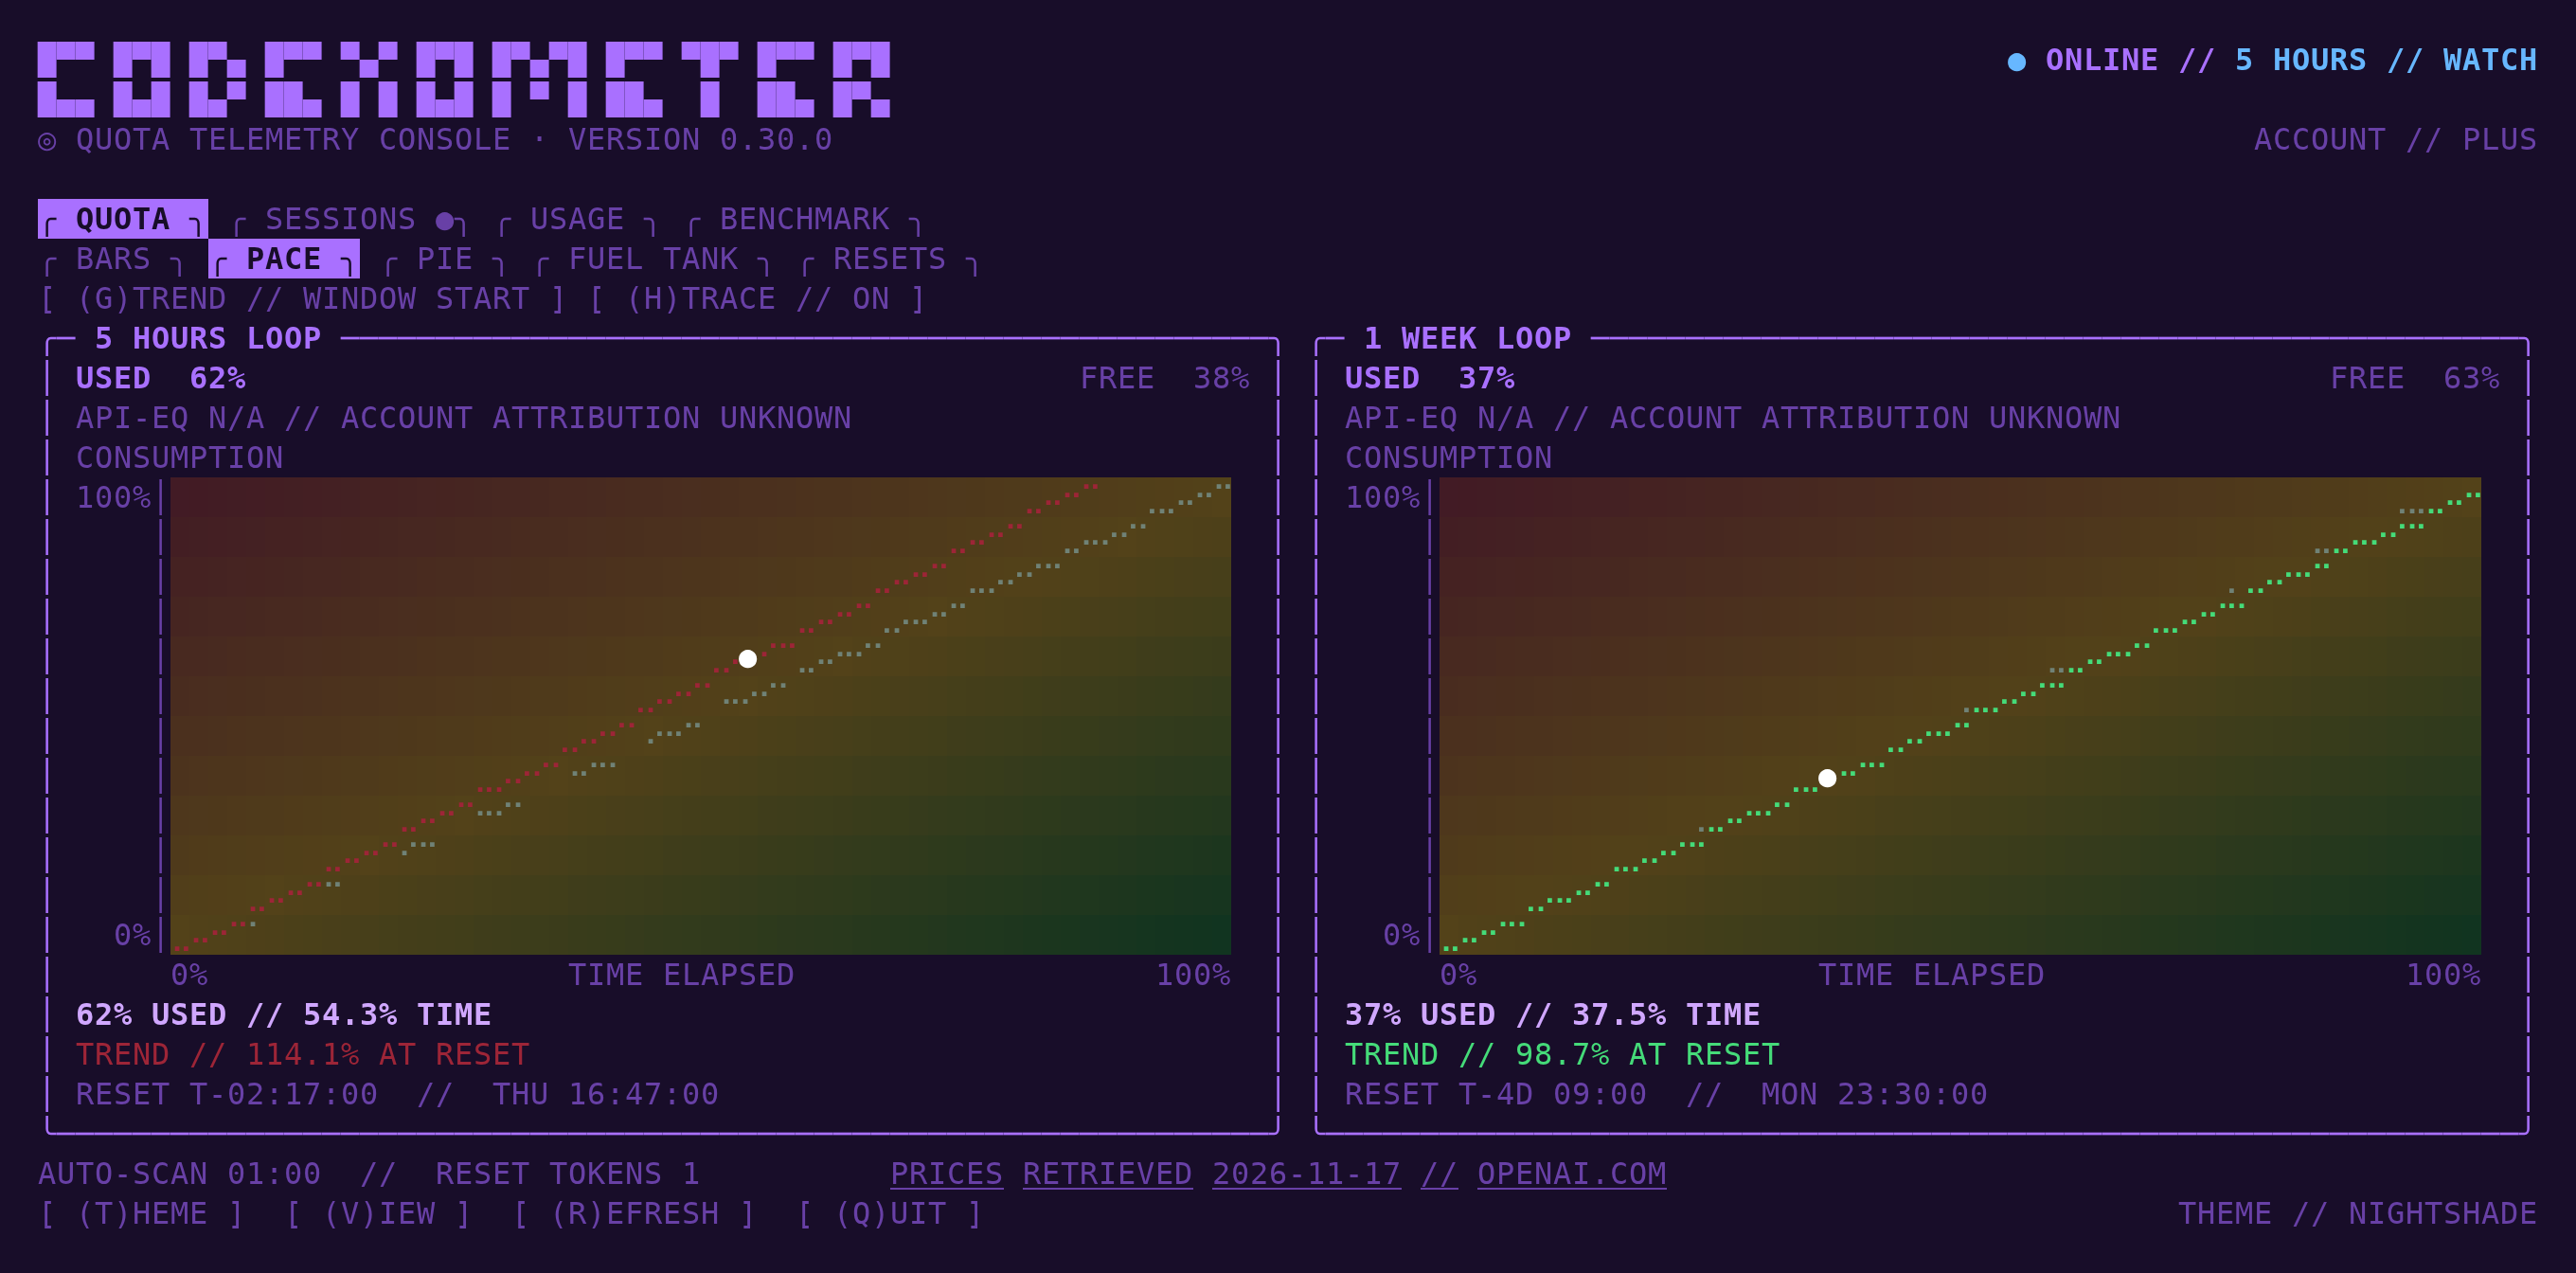 CODEXOMETER
● ONLINE // 5 HOURS // WATCH
◎ QUOTA TELEMETRY CONSOLE · VERSION 0.30.0
ACCOUNT // PLUS
╭ QUOTA ╮ ╭ SESSIONS ●╮ ╭ USAGE ╮ ╭ BENCHMARK ╮
╭ BARS ╮ ╭ PACE ╮ ╭ PIE ╮ ╭ FUEL TANK ╮ ╭ RESETS ╮
[ (G)TREND // WINDOW START ] [ (H)TRACE // ON ]
5 HOURS LOOP
USED 62% FREE 38%
API-EQ N/A // ACCOUNT ATTRIBUTION UNKNOWN
CONSUMPTION
100%
0%
0% TIME ELAPSED 100%
62% USED // 54.3% TIME
TREND // 114.1% AT RESET
RESET T-02:17:00 // THU 16:47:00
1 WEEK LOOP
USED 37% FREE 63%
API-EQ N/A // ACCOUNT ATTRIBUTION UNKNOWN
CONSUMPTION
100%
0%
0% TIME ELAPSED 100%
37% USED // 37.5% TIME
TREND // 98.7% AT RESET
RESET T-4D 09:00 // MON 23:30:00
AUTO-SCAN 01:00 // RESET TOKENS 1 PRICES RETRIEVED 2026-11-17 // OPENAI.COM
[ (T)HEME ] [ (V)IEW ] [ (R)EFRESH ] [ (Q)UIT ] THEME // NIGHTSHADE